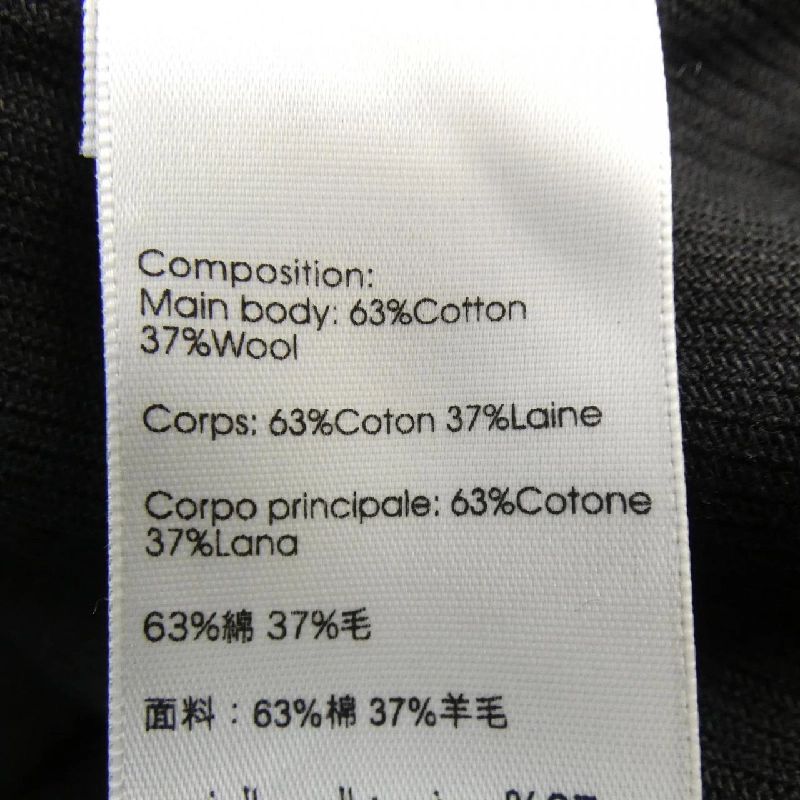 Composition:
Main body: 63%Cotton
37%Wool
Corps: 63%Coton 37%Laine
Corpo principale: 63%Cotone
37%Lana
63%綿 37%毛
面料：63%棉 37%羊毛